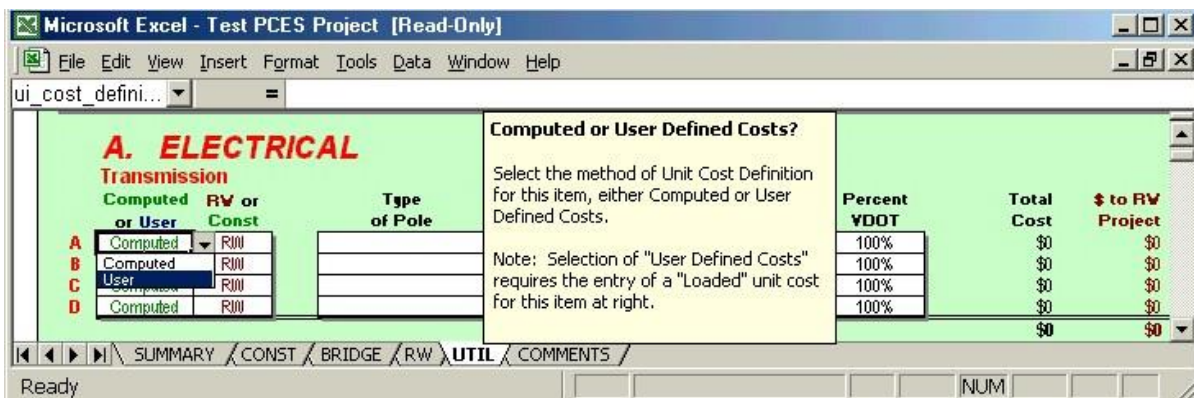 Microsoft Excel - Test PCES Project [Read-Only]
File Edit View Insert Format Tools Data Window Help
ui_cost_defini... =
A. ELECTRICAL
Transmission
Computed or User
RW or Const
Type of Pole
Computed or User Defined Costs?
Select the method of Unit Cost Definition
for this item, either Computed or User
Defined Costs.
Note: Selection of "User Defined Costs"
requires the entry of a "Loaded" unit cost
for this item at right.
Percent VDOT
Total Cost
$ to RW Project
A Computed RW 100% $0 $0
B Computed RW 100% $0 $0
C User RW 100% $0 $0
D Computed RW 100% $0 $0
$0 $0
SUMMARY CONST BRIDGE RW UTIL COMMENTS
Ready NUM